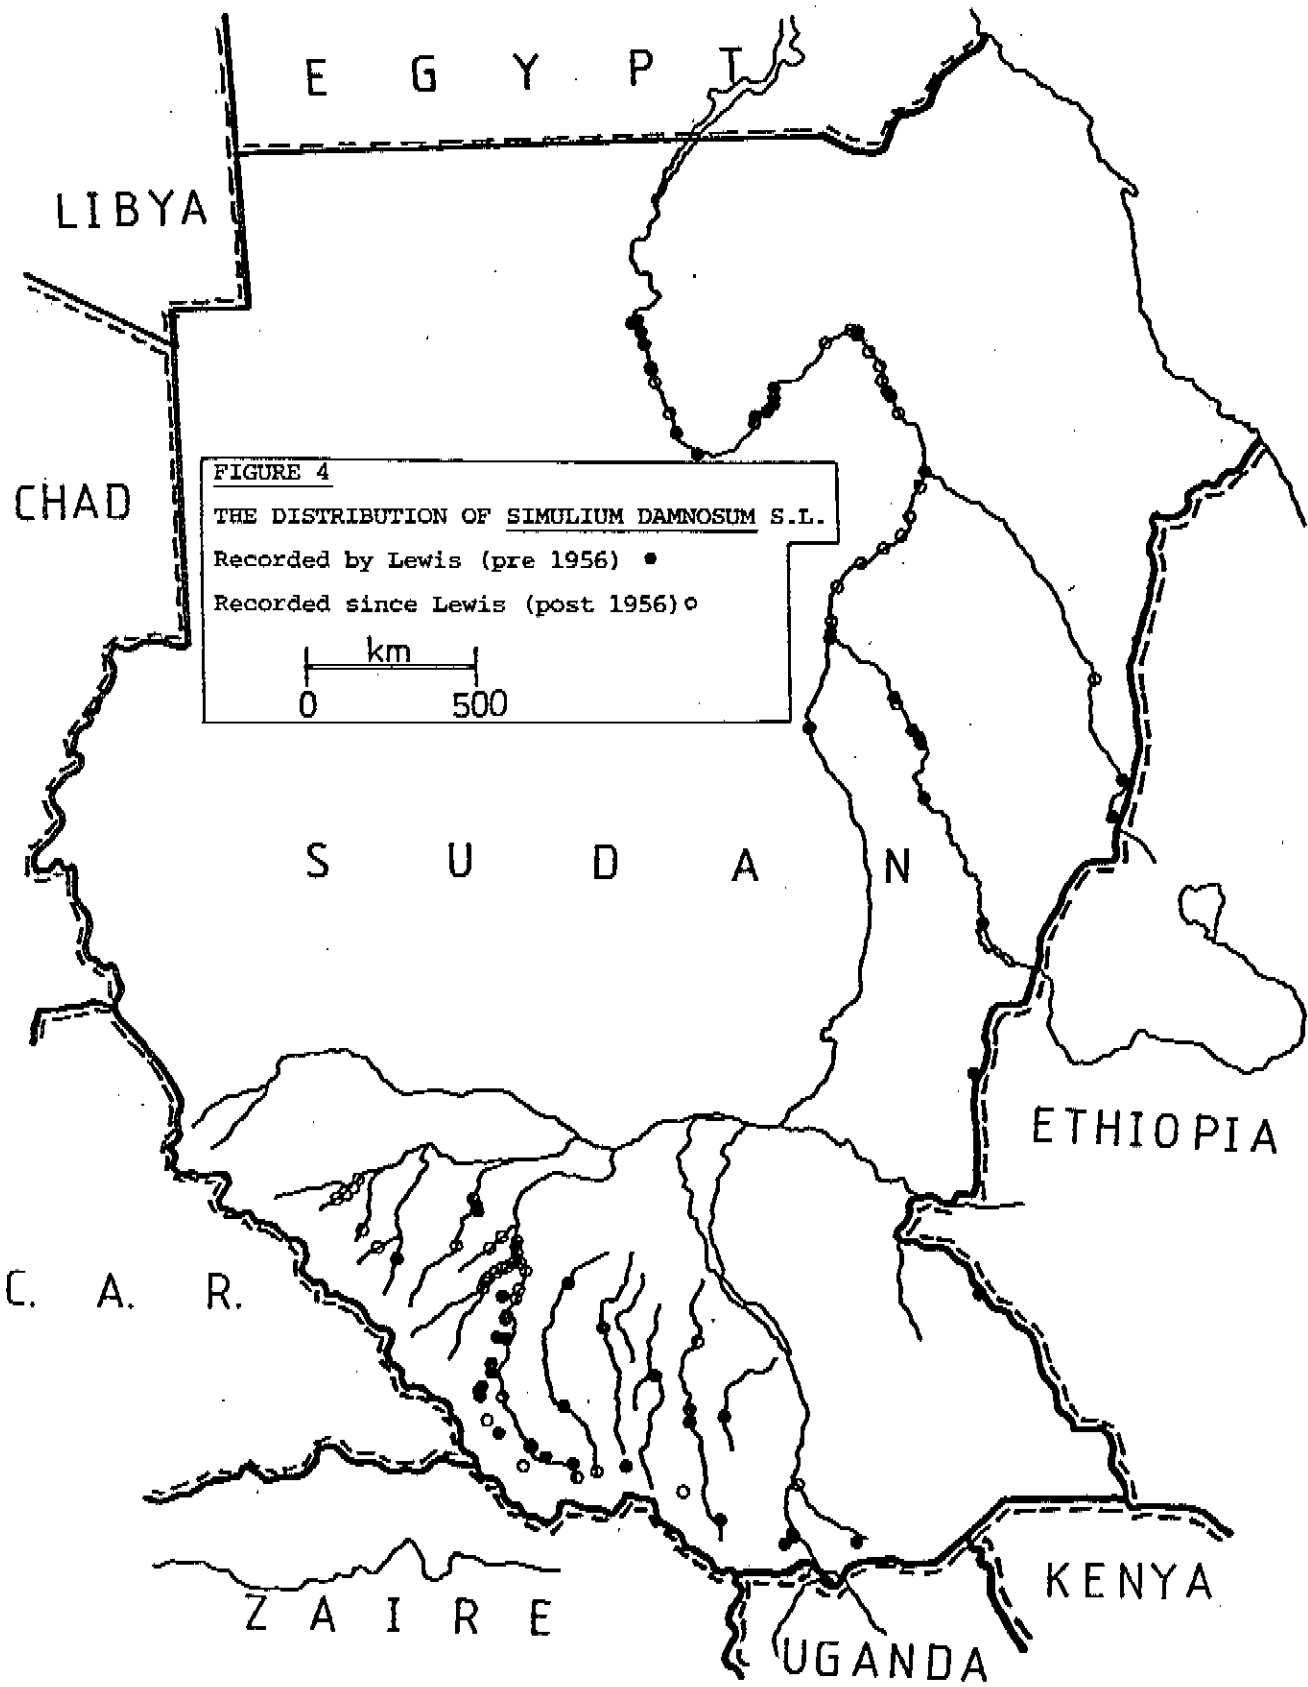 E G Y P T
LIBYA
CHAD
FIGURE 4
THE DISTRIBUTION OF SIMULIUM DAMNOSUM S.L.
Recorded by Lewis (pre 1956) ●
Recorded since Lewis (post 1956) ○
km
0 500
S U D A N
ETHIOPIA
C. A. R.
ZAIRE
KENYA
UGANDA